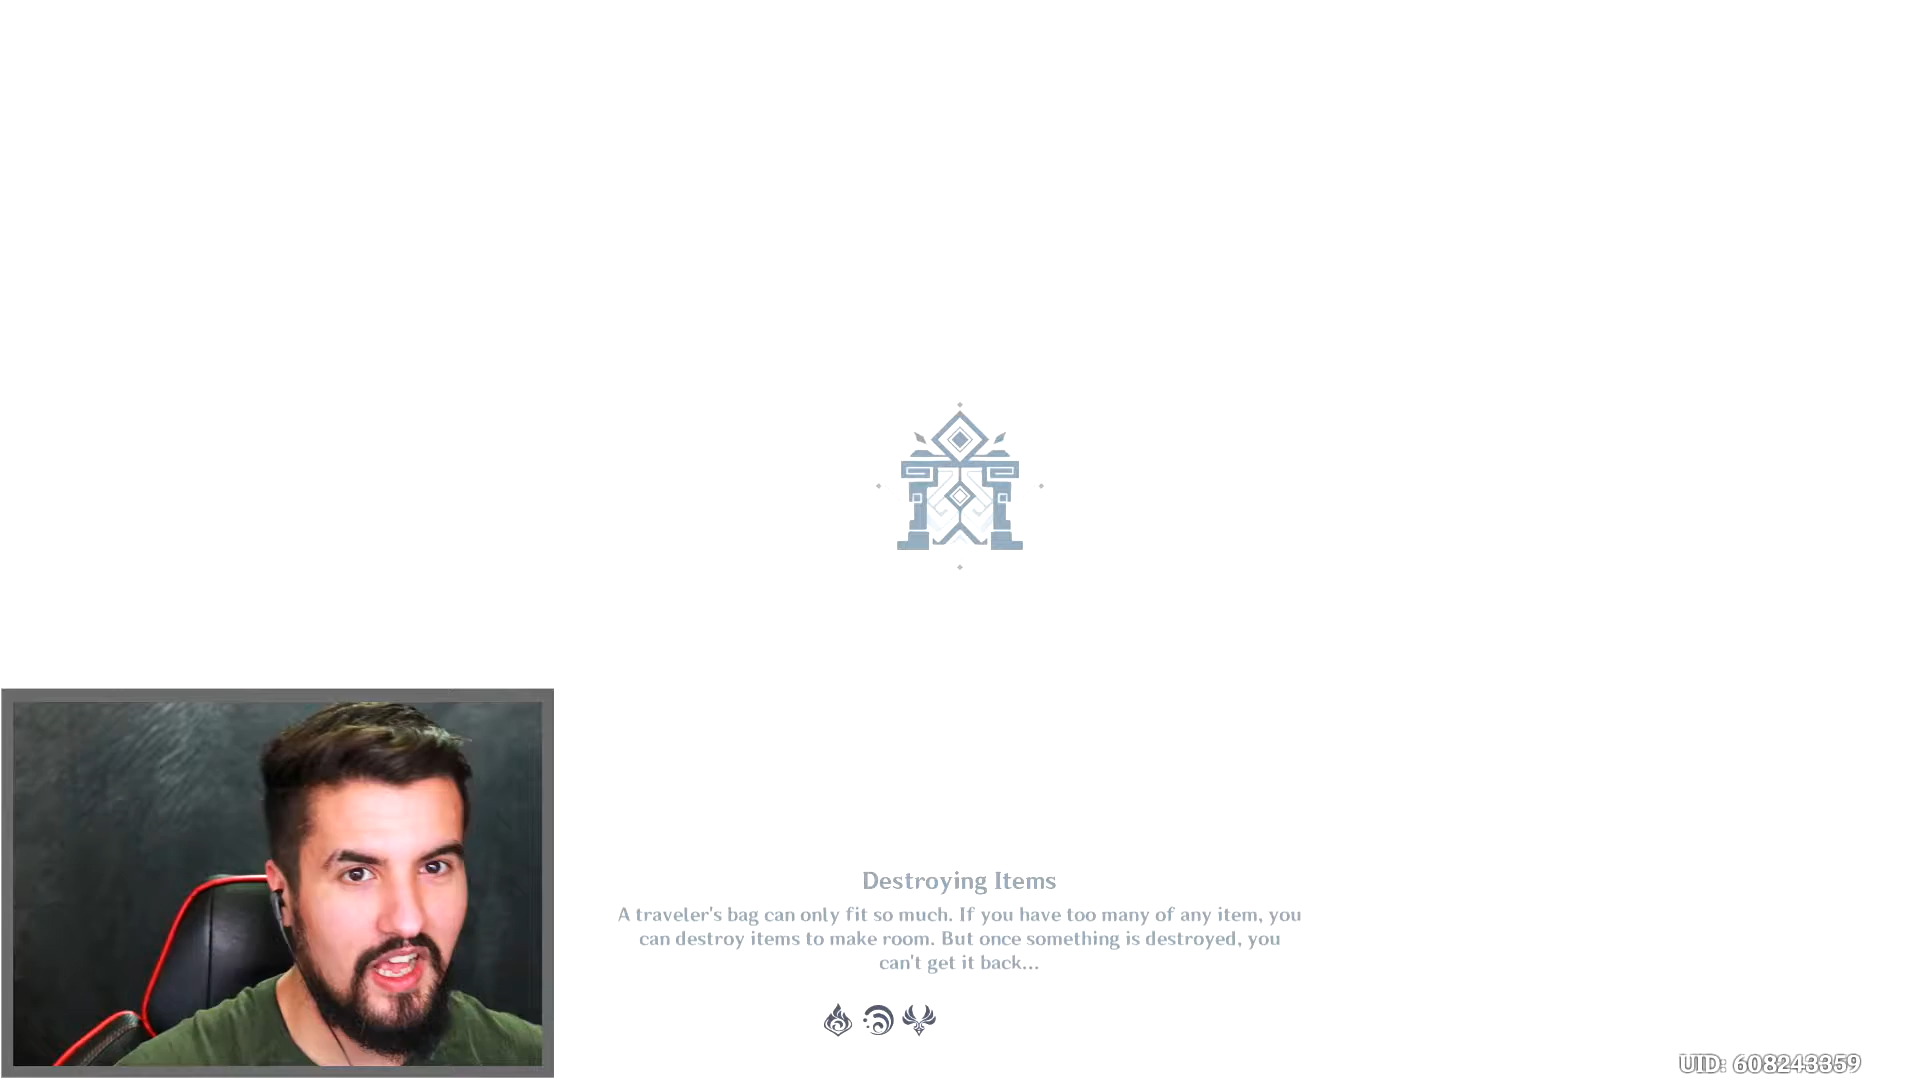 Destroying Items
A traveler's bag can only fit so much. If you have too many of any item, you
can destroy items to make room. But once something is destroyed, you
can't get it back...
UID: 608243359